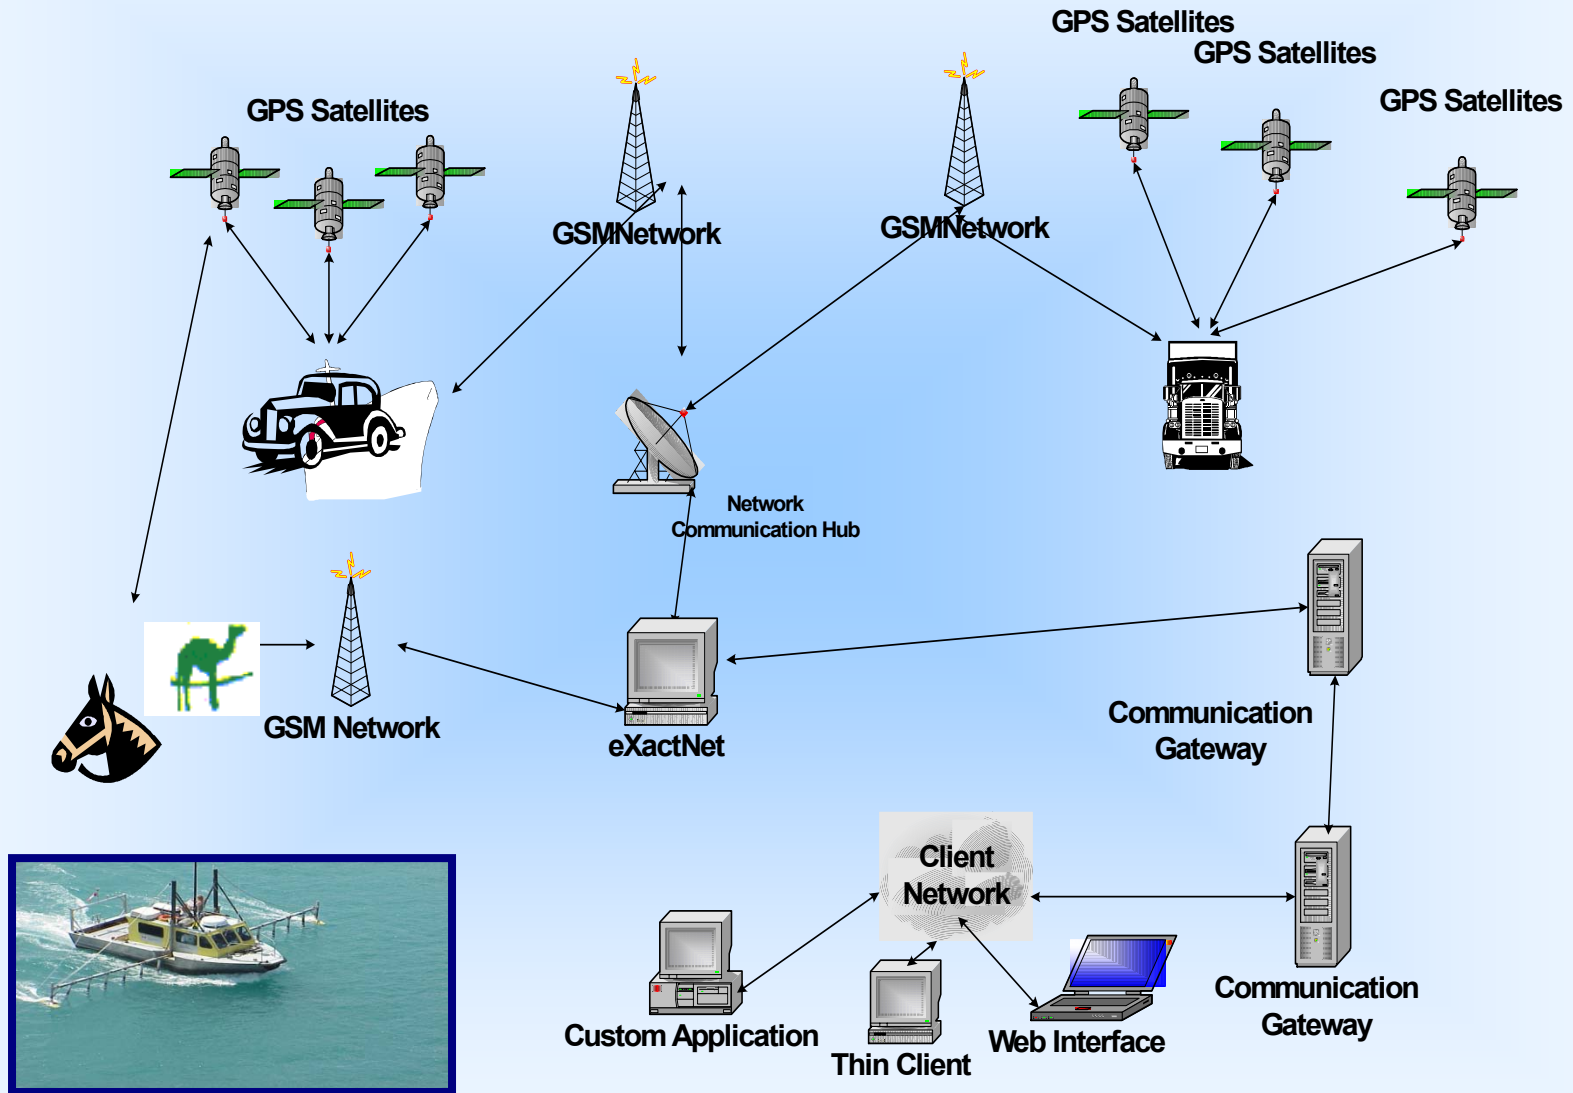 GPS Satellites
GPS Satellites
GPS Satellites
GPS Satellites
GSMNetwork
GSMNetwork
Network
Communication Hub
GSM Network
eXactNet
Communication
Gateway
Client
Network
Communication
Gateway
Custom Application
Thin Client
Web Interface